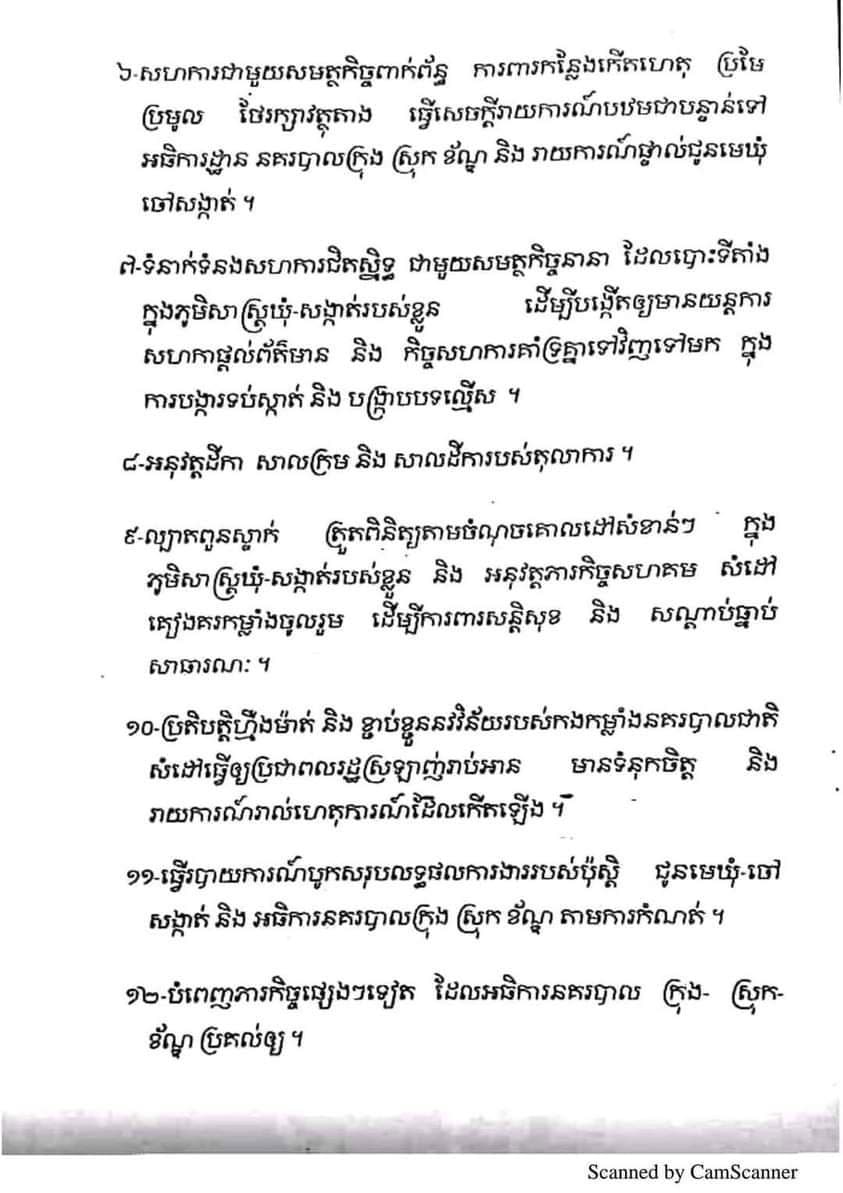 ៦-សហការជាមួយសមត្ថកិច្ចពាក់ព័ន្ធ ការពារកន្លែងកើតហេតុ ប្រមែ
ប្រមូល ថែរក្សាវត្ថុតាង ធ្វើសេចក្តីរាយការណ៍បឋមជាបន្ទាន់ទៅ
អធិការដ្ឋាន នគរបាលក្រុង ស្រុក ខ័ណ្ឌ និង រាយការណ៍ផ្ទាល់ជូនមេឃុំ
ចៅសង្កាត់ ។
៧-ទំនាក់ទំនងសហការជិតស្និទ្ធ ជាមួយសមត្ថកិច្ចនានា ដែលបោះទីតាំង
ក្នុងភូមិសាស្ត្រឃុំ-សង្កាត់របស់ខ្លួន ដើម្បីបង្កើតឲ្យមានយន្តការ
សហកាផ្តល់ព័ត៌មាន និង កិច្ចសហការគាំទ្រគ្នាទៅវិញទៅមក ក្នុង
ការបង្ការទប់ស្កាត់ និង បង្ក្រាបបទល្មើស ។
៨-អនុវត្តដីកា សាលក្រម និង សាលដីការបស់តុលាការ ។
៩-ល្បាតពួនស្ទាក់ ត្រួតពិនិត្យតាមចំណុចគោលដៅសំខាន់ៗ ក្នុង
ភូមិសាស្ត្រឃុំ-សង្កាត់របស់ខ្លួន និង អនុវត្តភារកិច្ចសហគម សំដៅ
គៀងគរកម្លាំងចូលរួម ដើម្បីការពារសន្តិសុខ និង សណ្តាប់ធ្នាប់
សាធារណៈ ។
១០-ប្រតិបត្តិហ្មឺងម៉ាត់ និង ខ្ជាប់ខ្ជួននវវិន័យរបស់កងកម្លាំងនគរបាលជាតិ
សំដៅធ្វើឲ្យប្រជាពលរដ្ឋស្រឡាញ់រាប់អាន មានទំនុកចិត្ត និង
រាយការណ៍រាល់ហេតុការណ៍ដែលកើតឡើង ។
១១-ធ្វើរបាយការណ៍បូកសរុបលទ្ធផលការងាររបស់ប៉ុស្តិ៍ ជូនមេឃុំ-ចៅ
សង្កាត់ និង អធិការនគរបាលក្រុង ស្រុក ខ័ណ្ឌ តាមការកំណត់ ។
១២-បំពេញភារកិច្ចផ្សេងៗទៀត ដែលអធិការនគរបាល ក្រុង- ស្រុក-
ខ័ណ្ឌ ប្រគល់ឲ្យ ។
Scanned by CamScanner